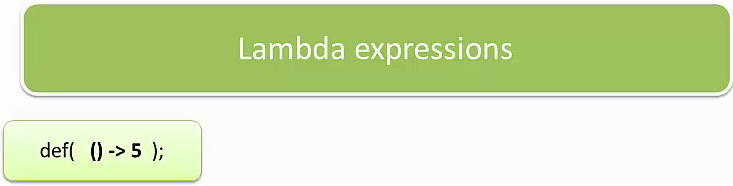 Lambda expressions
def( () -> 5 );